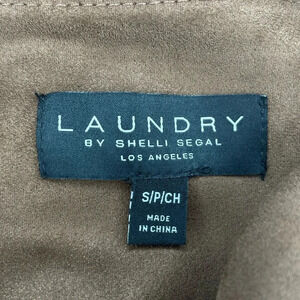 LAUNDRY
BY SHELLI SEGAL
LOS ANGELES
S/P/CH
MADE
IN CHINA